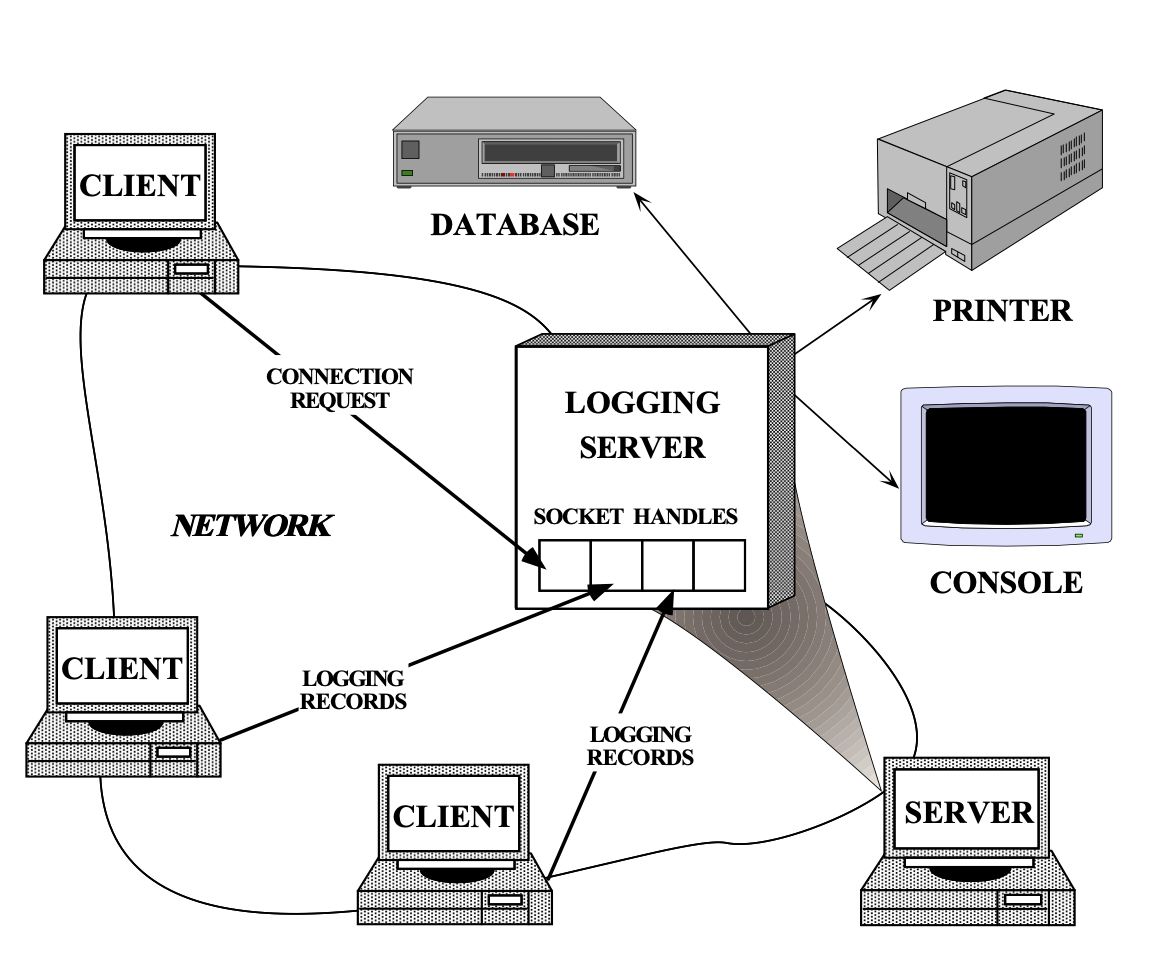 CLIENT
DATABASE
PRINTER
CONNECTION
REQUEST
LOGGING
SERVER
SOCKET HANDLES
NETWORK
CONSOLE
CLIENT
LOGGING
RECORDS
LOGGING
RECORDS
CLIENT
SERVER